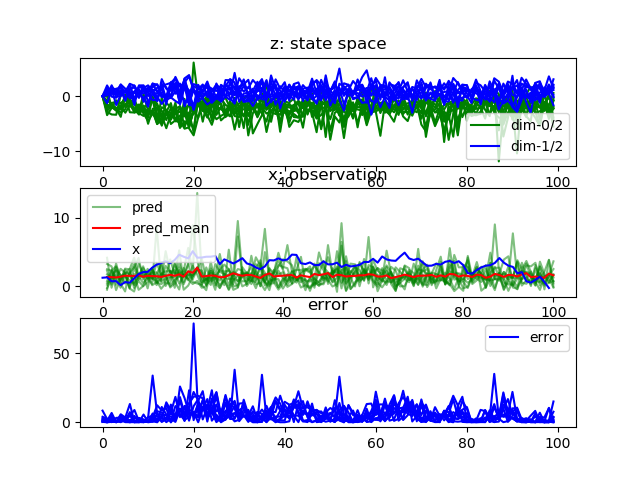 z: state space
0
−10
dim-0/2
dim-1/2
0 20 40 60 80 100
x: observation
10
0
pred
pred_mean
x
0 20 40 60 80 100
error
50
0
error
0 20 40 60 80 100